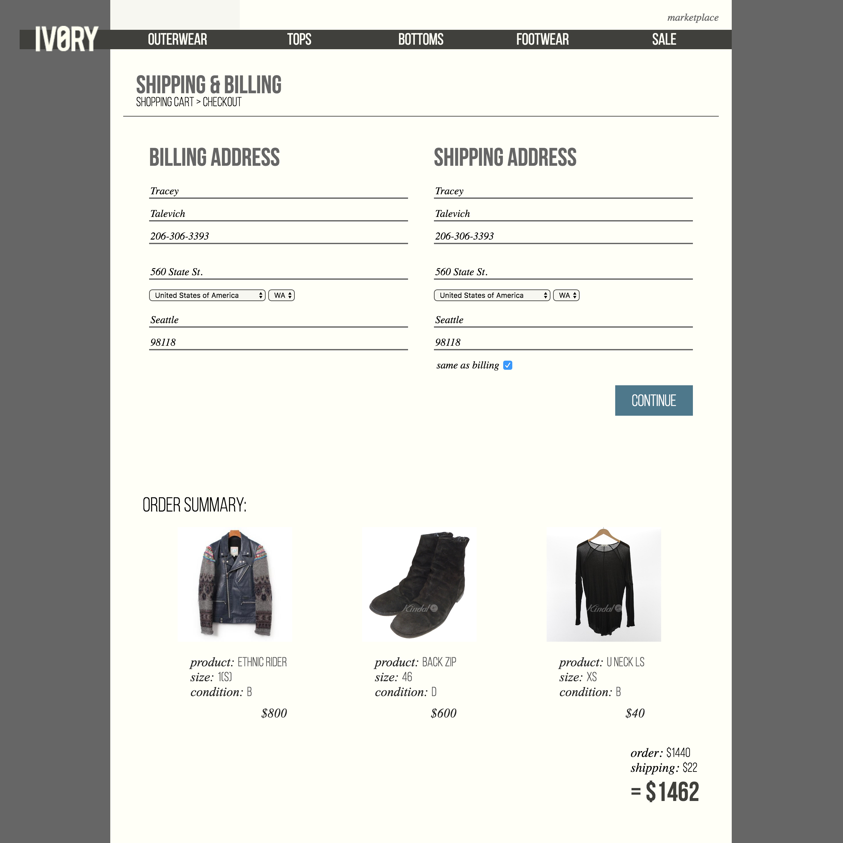 marketplace
IVORY
OUTERWEAR TOPS BOTTOMS FOOTWEAR SALE
SHIPPING & BILLING
SHOPPING CART > CHECKOUT
BILLING ADDRESS
Tracey
Talevich
206-306-3393
560 State St.
United States of America WA
Seattle
98118
SHIPPING ADDRESS
Tracey
Talevich
206-306-3393
560 State St.
United States of America WA
Seattle
98118
same as billing
CONTINUE
ORDER SUMMARY:
product: ETHNIC RIDER
size: 1(S)
condition: B
$800
Kindal
product: BACK ZIP
size: 46
condition: D
$600
Kindal
product: U NECK LS
size: XS
condition: B
$40
order: $1440
shipping: $22
= $1462